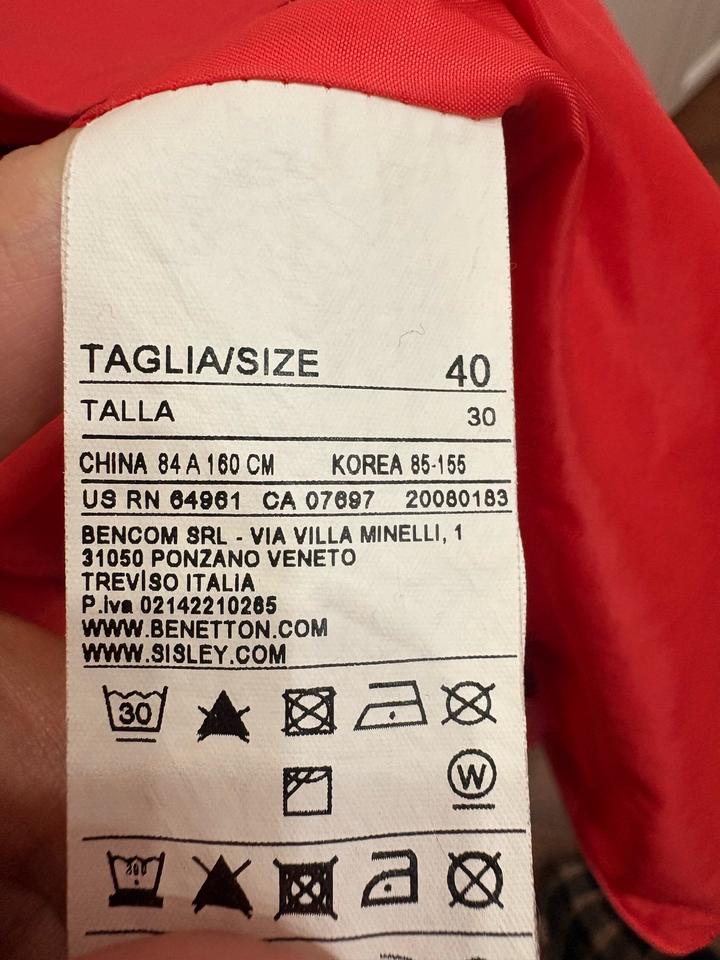 TAGLIA/SIZE 40
TALLA 30
CHINA 84 A 160 CM KOREA 85-155
US RN 64961 CA 07697 20080183
BENCOM SRL - VIA VILLA MINELLI, 1
31050 PONZANO VENETO
TREVISO ITALIA
P.iva 02142210265
WWW.BENETTON.COM
WWW.SISLEY.COM
30
W
30